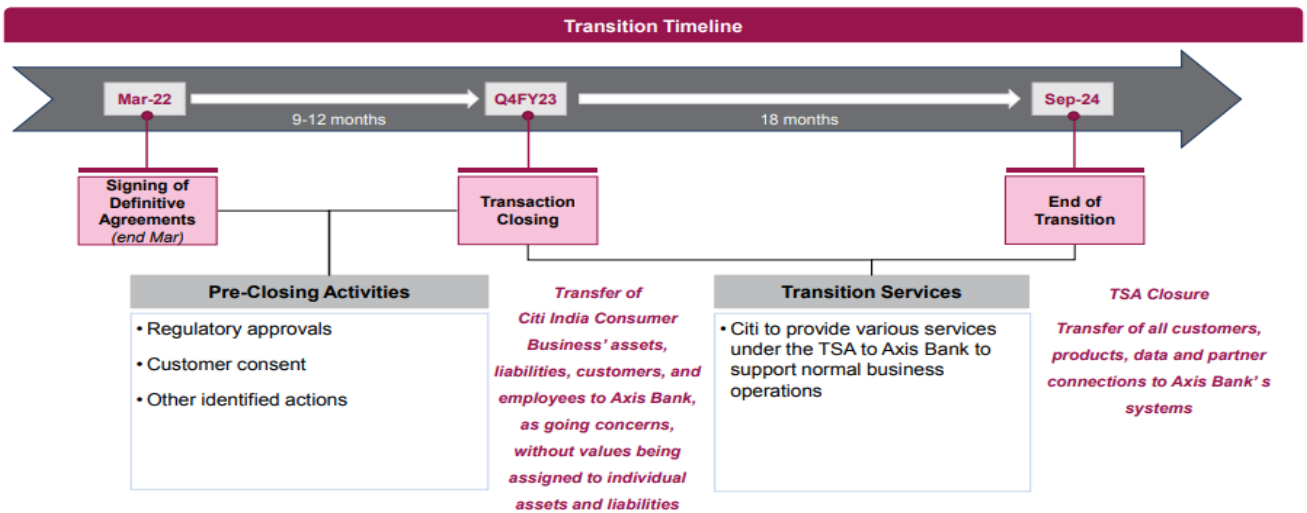 Transition Timeline
Mar-22
Q4FY23
Sep-24
9-12 months
18 months
Signing of
Definitive
Agreements
(end Mar)
Transaction
Closing
End of
Transition
Pre-Closing Activities
• Regulatory approvals
• Customer consent
• Other identified actions
Transfer of
Citi India Consumer
Business’ assets,
liabilities, customers, and
employees to Axis Bank,
as going concerns,
without values being
assigned to individual
assets and liabilities
Transition Services
• Citi to provide various services
under the TSA to Axis Bank to
support normal business
operations
TSA Closure
Transfer of all customers,
products, data and partner
connections to Axis Bank’ s
systems